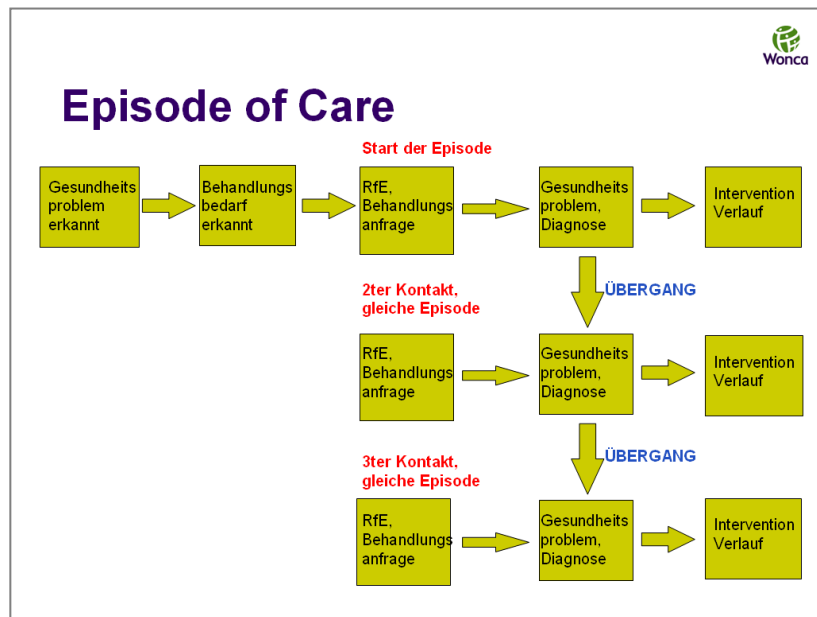 Wonca
Episode of Care
Start der Episode
Gesundheits
problem
erkannt
Behandlungs
bedarf
erkannt
RfE,
Behandlungs
anfrage
Gesundheits
problem,
Diagnose
Intervention
Verlauf
ÜBERGANG
2ter Kontakt,
gleiche Episode
RfE,
Behandlungs
anfrage
Gesundheits
problem,
Diagnose
Intervention
Verlauf
ÜBERGANG
3ter Kontakt,
gleiche Episode
RfE,
Behandlungs
anfrage
Gesundheits
problem,
Diagnose
Intervention
Verlauf